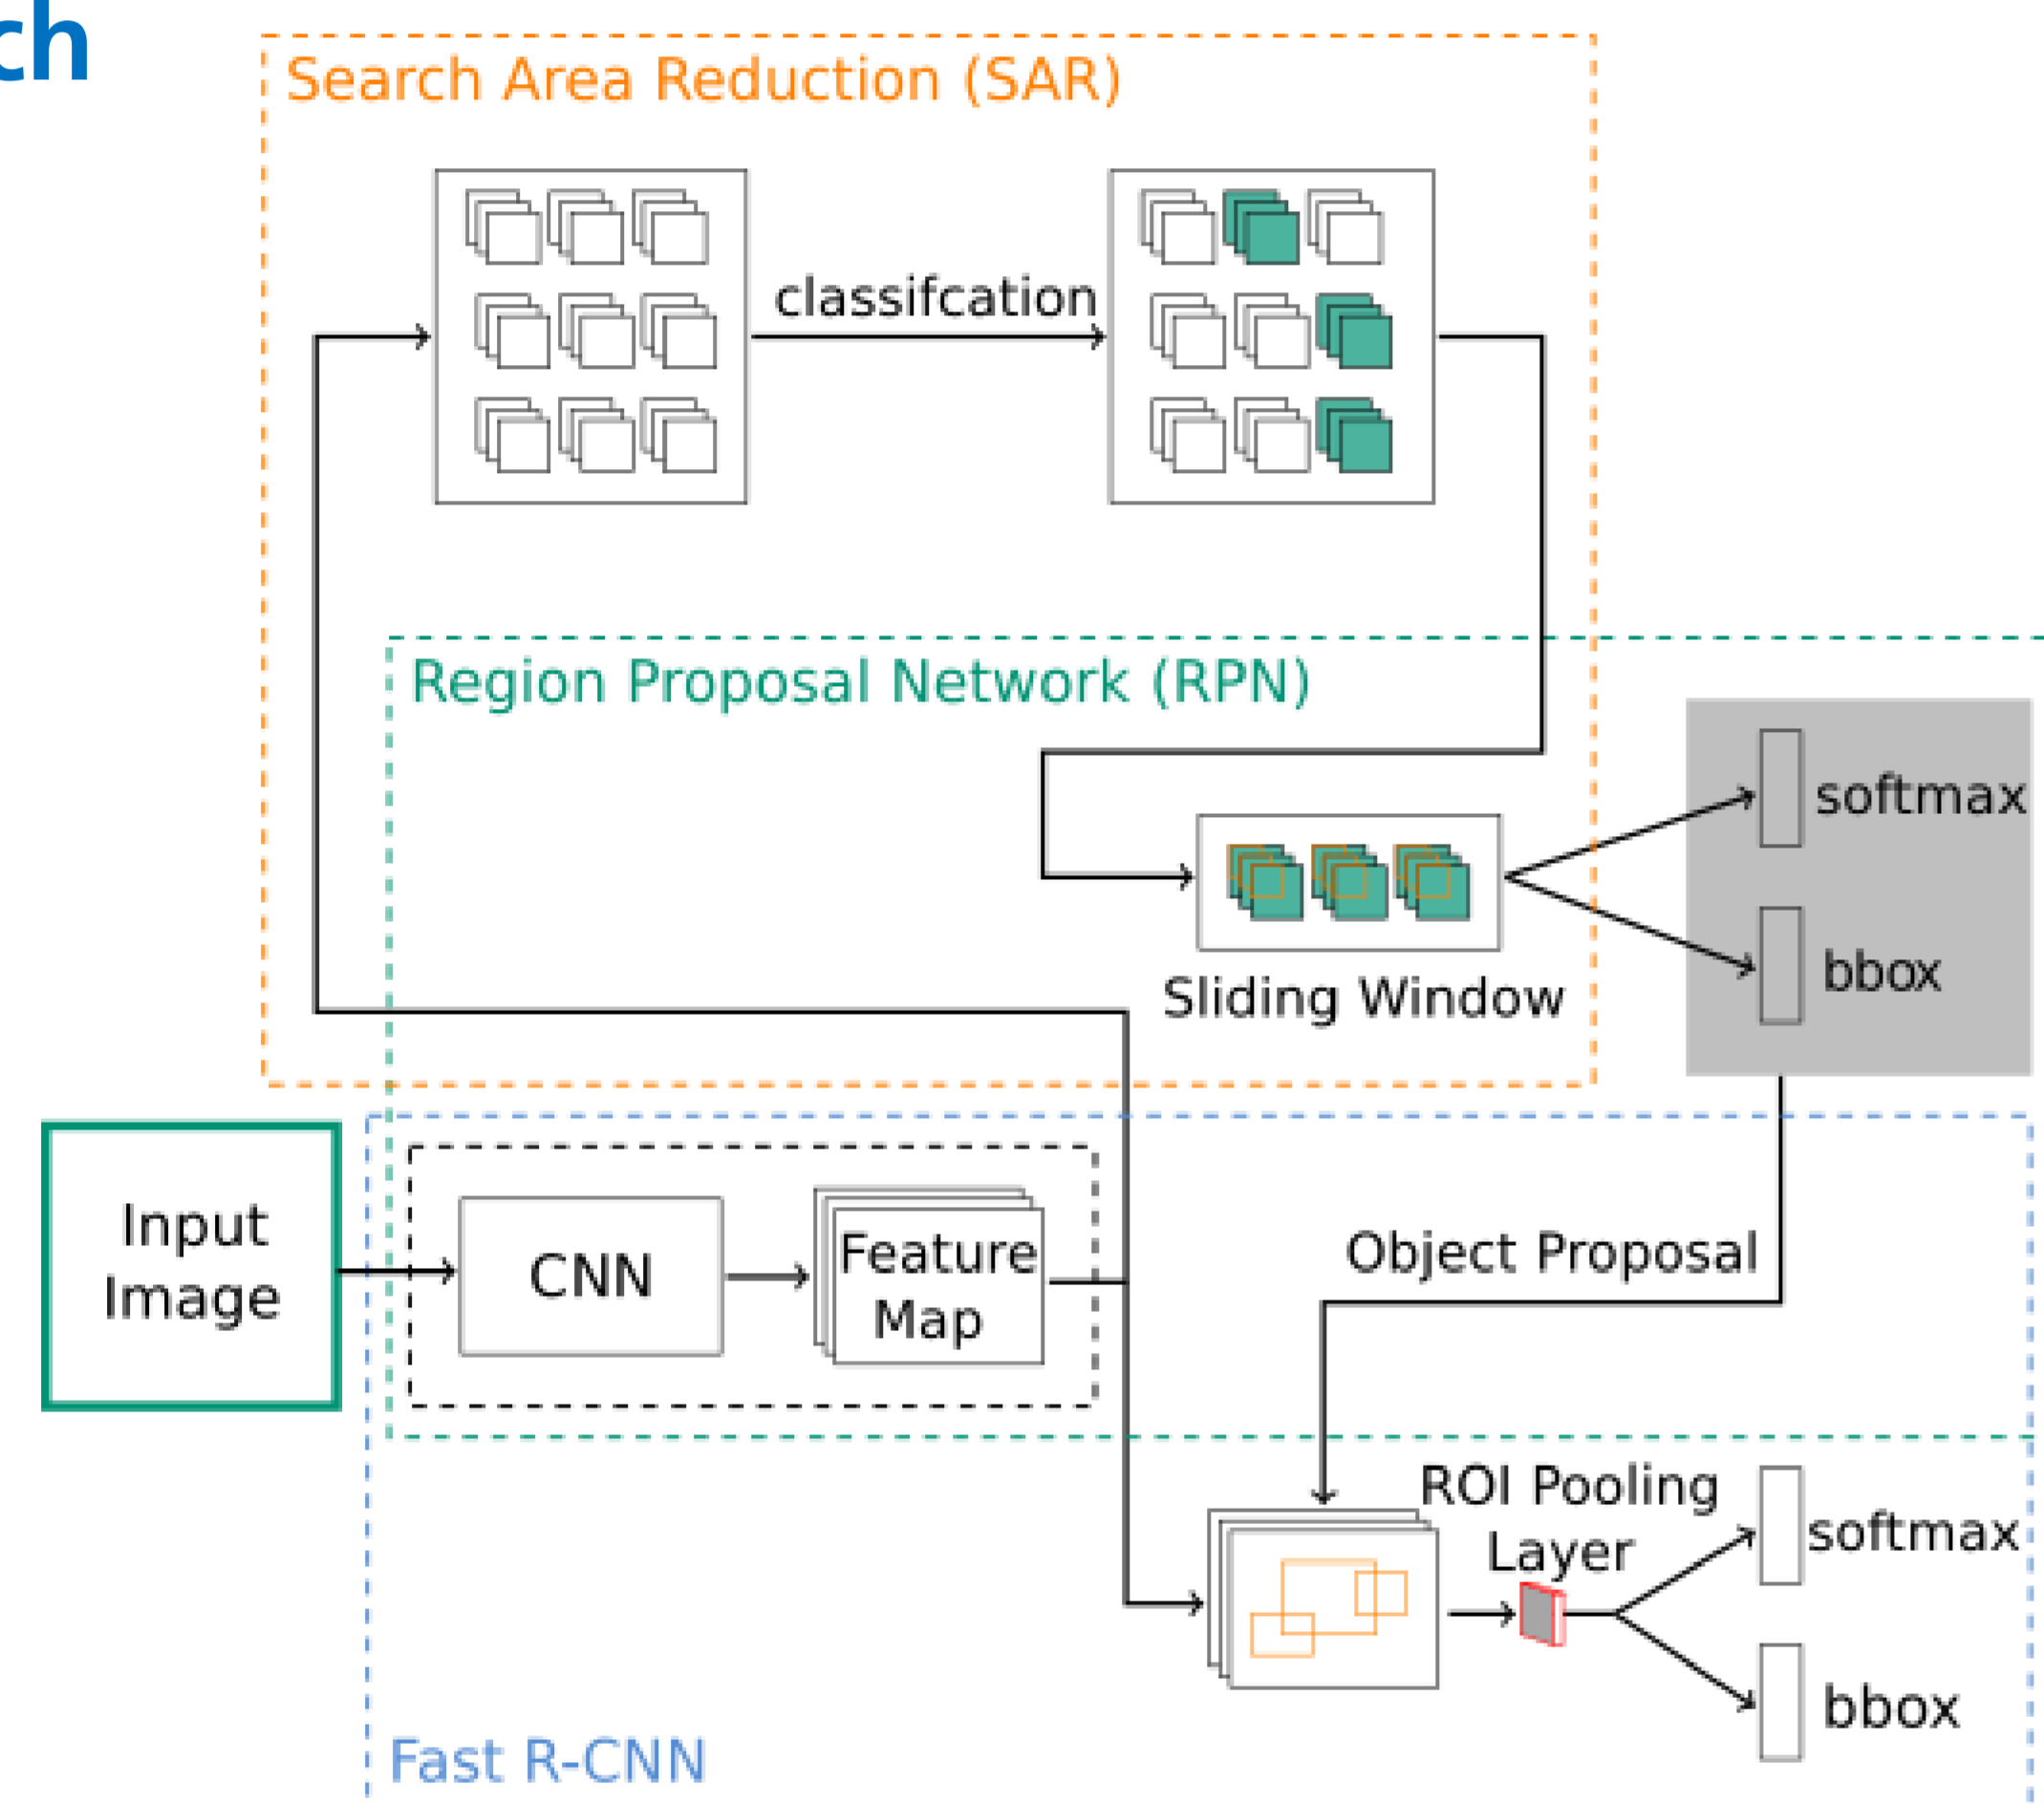 ch
Search Area Reduction (SAR)
classifcation
Region Proposal Network (RPN)
softmax
bbox
Sliding Window
Input
Image
CNN
Feature
Map
Object Proposal
ROI Pooling
Layer
softmax
bbox
Fast R-CNN